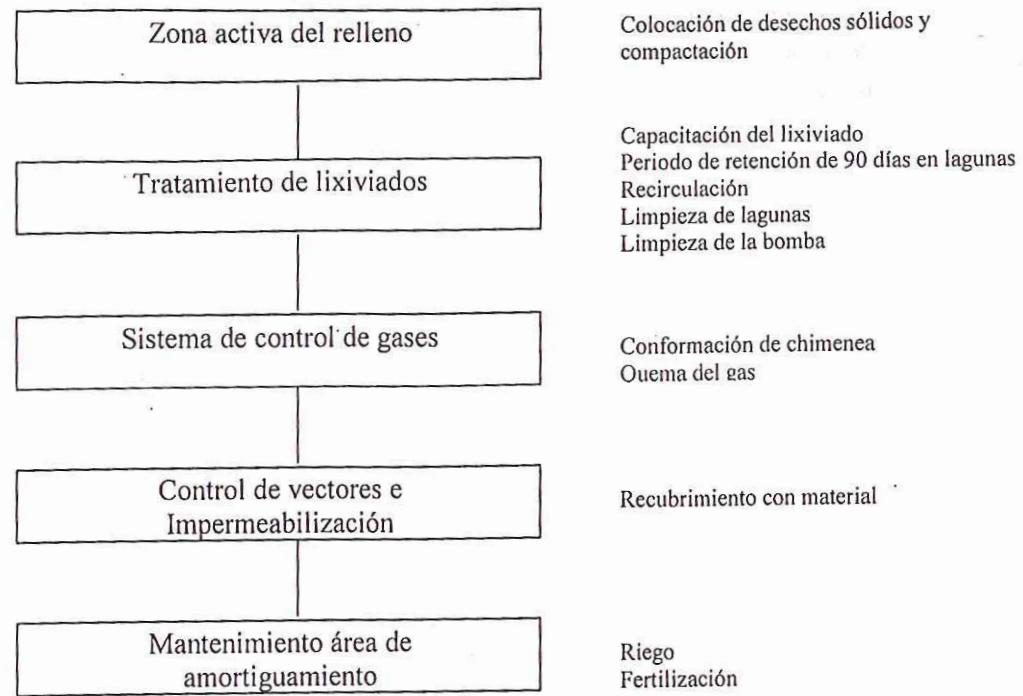 Zona activa del relleno
Colocación de desechos sólidos y
compactación
Tratamiento de lixiviados
Capacitación del lixiviado
Periodo de retención de 90 días en lagunas
Recirculación
Limpieza de lagunas
Limpieza de la bomba
Sistema de control de gases
Conformación de chimenea
Quema del gas
Control de vectores e
Impermeabilización
Recubrimiento con material
Mantenimiento área de
amortiguamiento
Riego
Fertilización